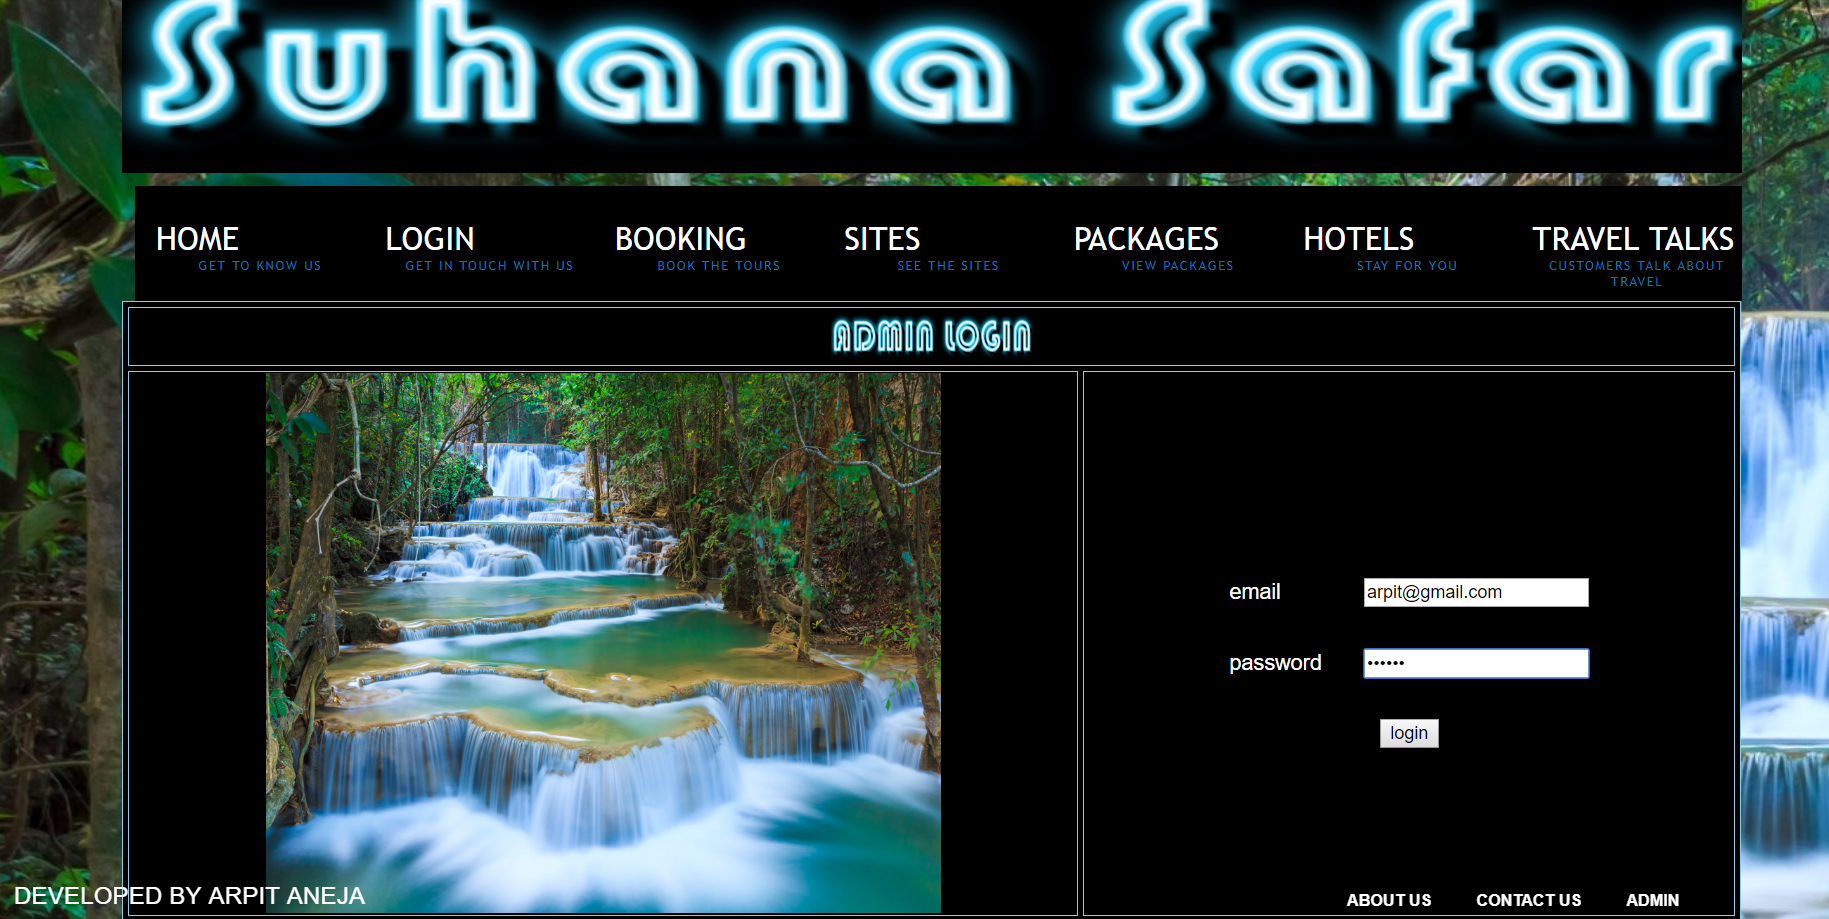 Suhana Safar
HOME LOGIN BOOKING SITES PACKAGES HOTELS TRAVEL TALKS
GET TO KNOW US GET IN TOUCH WITH US BOOK THE TOURS SEE THE SITES VIEW PACKAGES STAY FOR YOU CUSTOMERS TALK ABOUT
TRAVEL
ADMIN LOGIN
email arpit@gmail.com
password ••••••
login
DEVELOPED BY ARPIT ANEJA
ABOUT US CONTACT US ADMIN